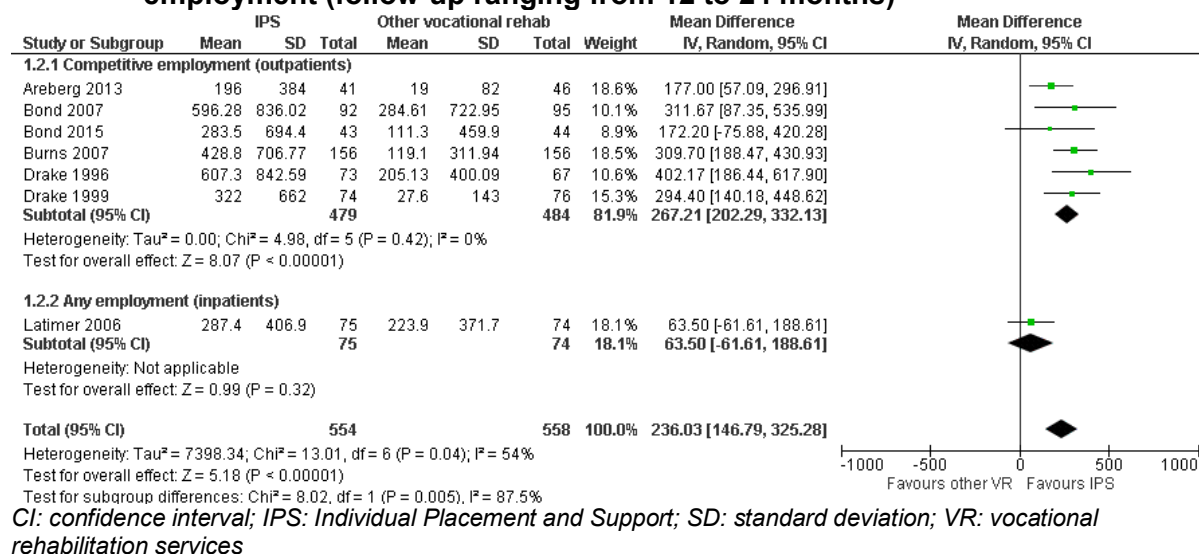 employment (follow-up ranging from 12 to 24 months)
IPS Other vocational rehab Mean Difference Mean Difference
Study or Subgroup Mean SD Total Mean SD Total Weight IV, Random, 95% CI IV, Random, 95% CI
1.2.1 Competitive employment (outpatients)
Areberg 2013 196 384 41 19 82 46 18.6% 177.00 [57.09, 296.91]
Bond 2007 596.28 836.02 92 284.61 722.95 95 10.1% 311.67 [87.35, 535.99]
Bond 2015 283.5 694.4 43 111.3 459.9 44 8.9% 172.20 [-75.88, 420.28]
Burns 2007 428.8 706.77 156 119.1 311.94 156 18.5% 309.70 [188.47, 430.93]
Drake 1996 607.3 842.59 73 205.13 400.09 67 10.6% 402.17 [186.44, 617.90]
Drake 1999 322 662 74 27.6 143 76 15.3% 294.40 [140.18, 448.62]
Subtotal (95% CI) 479 484 81.9% 267.21 [202.29, 332.13]
Heterogeneity: Tau² = 0.00; Chi² = 4.98, df = 5 (P = 0.42); I² = 0%
Test for overall effect: Z = 8.07 (P < 0.00001)
1.2.2 Any employment (inpatients)
Latimer 2006 287.4 406.9 75 223.9 371.7 74 18.1% 63.50 [-61.61, 188.61]
Subtotal (95% CI) 75 74 18.1% 63.50 [-61.61, 188.61]
Heterogeneity: Not applicable
Test for overall effect: Z = 0.99 (P = 0.32)
Total (95% CI) 554 558 100.0% 236.03 [146.79, 325.28]
Heterogeneity: Tau² = 7398.34; Chi² = 13.01, df = 6 (P = 0.04); I² = 54%
Test for overall effect: Z = 5.18 (P < 0.00001)
Test for subgroup differences: Chi² = 8.02, df = 1 (P = 0.005), I² = 87.5%
-1000 -500 0 500 1000
Favours other VR Favours IPS
CI: confidence interval; IPS: Individual Placement and Support; SD: standard deviation; VR: vocational
rehabilitation services